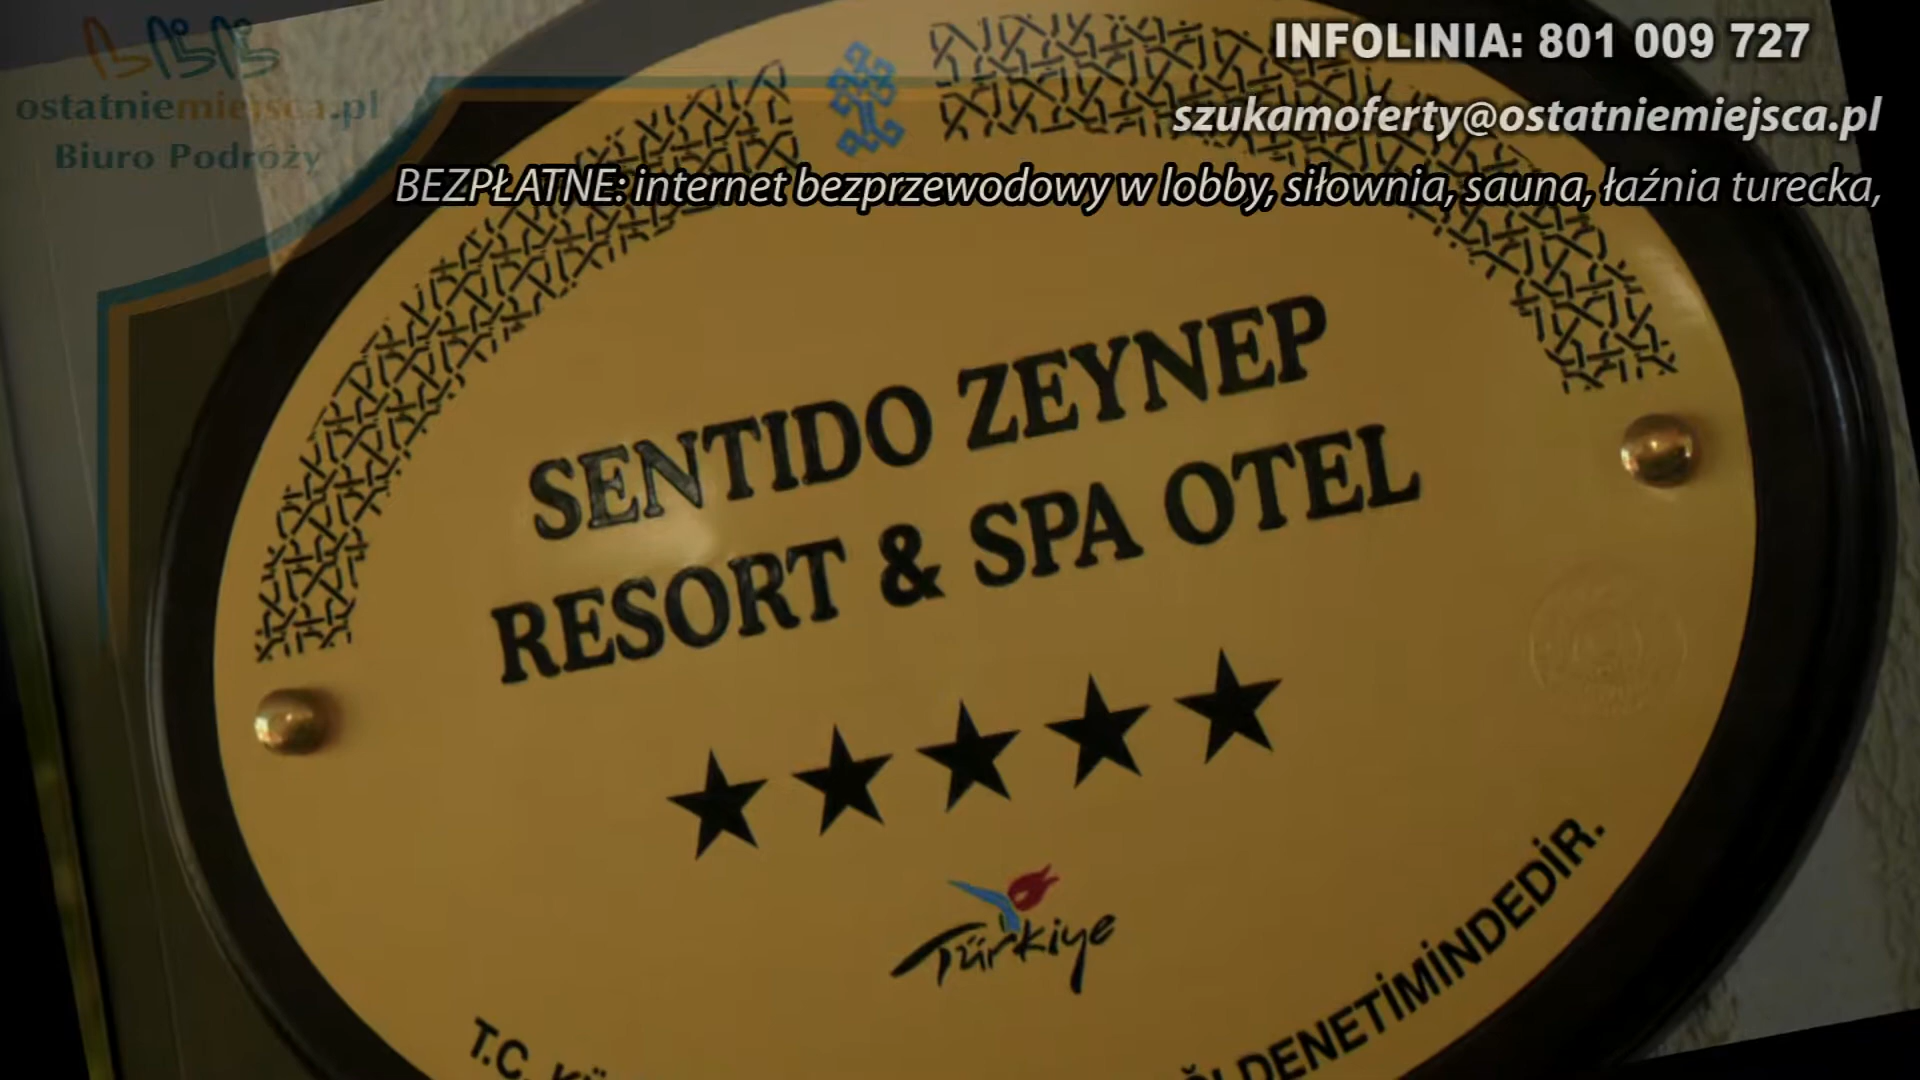 ostatniemiejsca.pl
Biuro Podróży
INFOLINIA: 801 009 727
szukamoferty@ostatniemiejsca.pl
BEZPŁATNE: internet bezprzewodowy w lobby, siłownia, sauna, łaźnia turecka,
SENTIDO ZEYNEP
RESORT & SPA OTEL
Türkiye
T.C. DENETİMİNDEDİR.